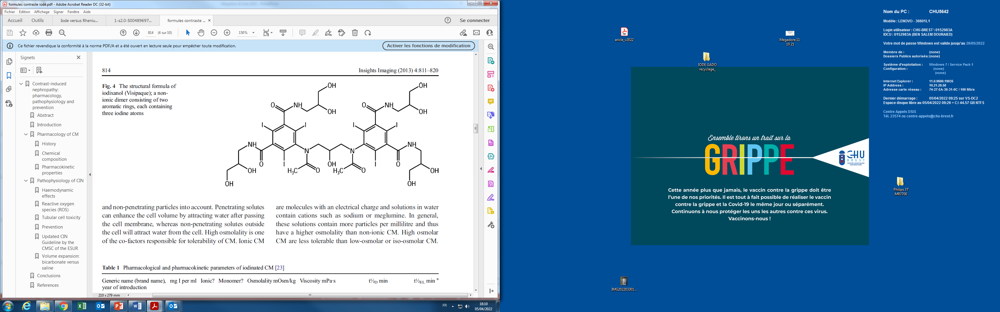 formules contraste iodé.pdf - Adobe Acrobat Reader DC (32-bit)
Fichier Edition Affichage Signer Fenêtre Aide
Accueil Outils Iode versus Rheniu... 1-s2.0-S00489697... formules contraste ... × Se connecter
814 (4 sur 10) 150%
Ce fichier revendique la conformité à la norme PDF/A et a été ouvert en lecture seule pour empêcher toute modification. Activer les fonctions de modification
Signets
Contrast-induced
nephropathy:
pharmacology,
pathophysiology and
prevention
Abstract
Introduction
Pharmacology of CM
History
Chemical
composition
Pharmacokinetic
properties
Pathophysiology of CIN
Haemodynamic
effects
Reactive oxygen
species (ROS)
Tubular cell toxicity
Prevention
Updated CIN
Guideline by the
CMSC of the ESUR
Volume expansion:
bicarbonate versus
saline
Conclusions
References
814 Insights Imaging (2013) 4:811–820
Fig. 4 The structural formula of
iodixanol (Visipaque); a non-
ionic dimer consisting of two
aromatic rings, each containing
three iodine atoms
OH OH
O NH O NH
OH OH
I I I I
NH N N NH
O I OH I O
OH H₃C O H₃C O OH
OH OH
and non-penetrating particles into account. Penetrating solutes
can enhance the cell volume by attracting water after passing
the cell membrane, whereas non-penetrating solutes outside
the cell will attract water from the cell. High osmolality is one
of the co-factors responsible for tolerability of CM. Ionic CM
are molecules with an electrical charge and solutions in water
contain cations such as sodium or meglumine. In general,
these solutions contain more particles per millilitre and thus
have a higher osmolality than non-ionic CM. High osmolar
CM are less tolerable than low-osmolar or iso-osmolar CM.
Table 1 Pharmacological and pharmacokinetic parameters of iodinated CM [23]
Generic name (brand name), mg I per ml Ionic? Monomer? Osmolality mOsm/kg Viscosity mPa·s t½D min t½EL min a
year of introduction
210 x 279 mm
FR 18:10
05/04/2022
aricle_v2022
IODE GADO
recyclage_
Megadore 11
10 21
Philips 3T
MR7700
IMG202203301...
Ensemble tirons un trait sur la
GRIPPE
CHU
BREST
CENTRE HOSPITALIER
UNIVERSITAIRE
Cette année plus que jamais, le vaccin contre la grippe doit être
l’une de nos priorités. Il est tout à fait possible de réaliser le vaccin
contre la grippe et la Covid-19 le même jour ou séparément.
Continuons à nous protéger les uns les autres contre ces virus.
Vaccinons-nous !
Nom du PC : CHU5642
Modèle : LENOVO - 36601L1
Login utilisateur : CHU-BREST \ 0152983A
IDCU : 0152983A (BEN SALEM DOURAIED)
Votre mot de passe Windows est valide jusqu'au 26/05/2022
Membre de : (none)
Dossiers Publics autorisés: (none)
Système d'exploitation : Windows 7 / Service Pack 1
Configuration : (none)
(none)
Internet Explorer : 11.0.9600.19035
IP Address : 10.21.28.58
Adresse carte réseau : 74-27-EA-36-31-6C / 100 Mb/s
Dernier démarrage : 05/04/2022 09:25 sur VS-DC2
Espace disque libre au 05/04/2022 09:26 = C:\ 44.57 GB NTFS
Centre Appels DSIS
Tél. 23574 ou centre-appels@chu-brest.fr